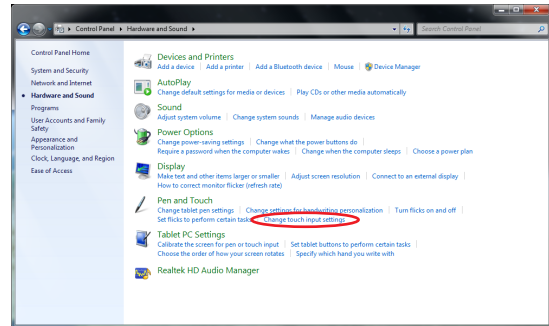 Control Panel ▸ Hardware and Sound ▸
Search Control Panel
Control Panel Home
System and Security
Network and Internet
Hardware and Sound
Programs
User Accounts and Family
Safety
Appearance and
Personalization
Clock, Language, and Region
Ease of Access
Devices and Printers
Add a device | Add a printer | Add a Bluetooth device | Mouse | Device Manager
AutoPlay
Change default settings for media or devices | Play CDs or other media automatically
Sound
Adjust system volume | Change system sounds | Manage audio devices
Power Options
Change power-saving settings | Change what the power buttons do |
Require a password when the computer wakes | Change when the computer sleeps | Choose a power plan
Display
Make text and other items larger or smaller | Adjust screen resolution | Connect to an external display |
How to correct monitor flicker (refresh rate)
Pen and Touch
Change tablet pen settings | Change settings for handwriting personalization | Turn flicks on and off |
Set flicks to perform certain tasks | Change touch input settings
Tablet PC Settings
Calibrate the screen for pen or touch input | Set tablet buttons to perform certain tasks |
Choose the order of how your screen rotates | Specify which hand you write with
Realtek HD Audio Manager